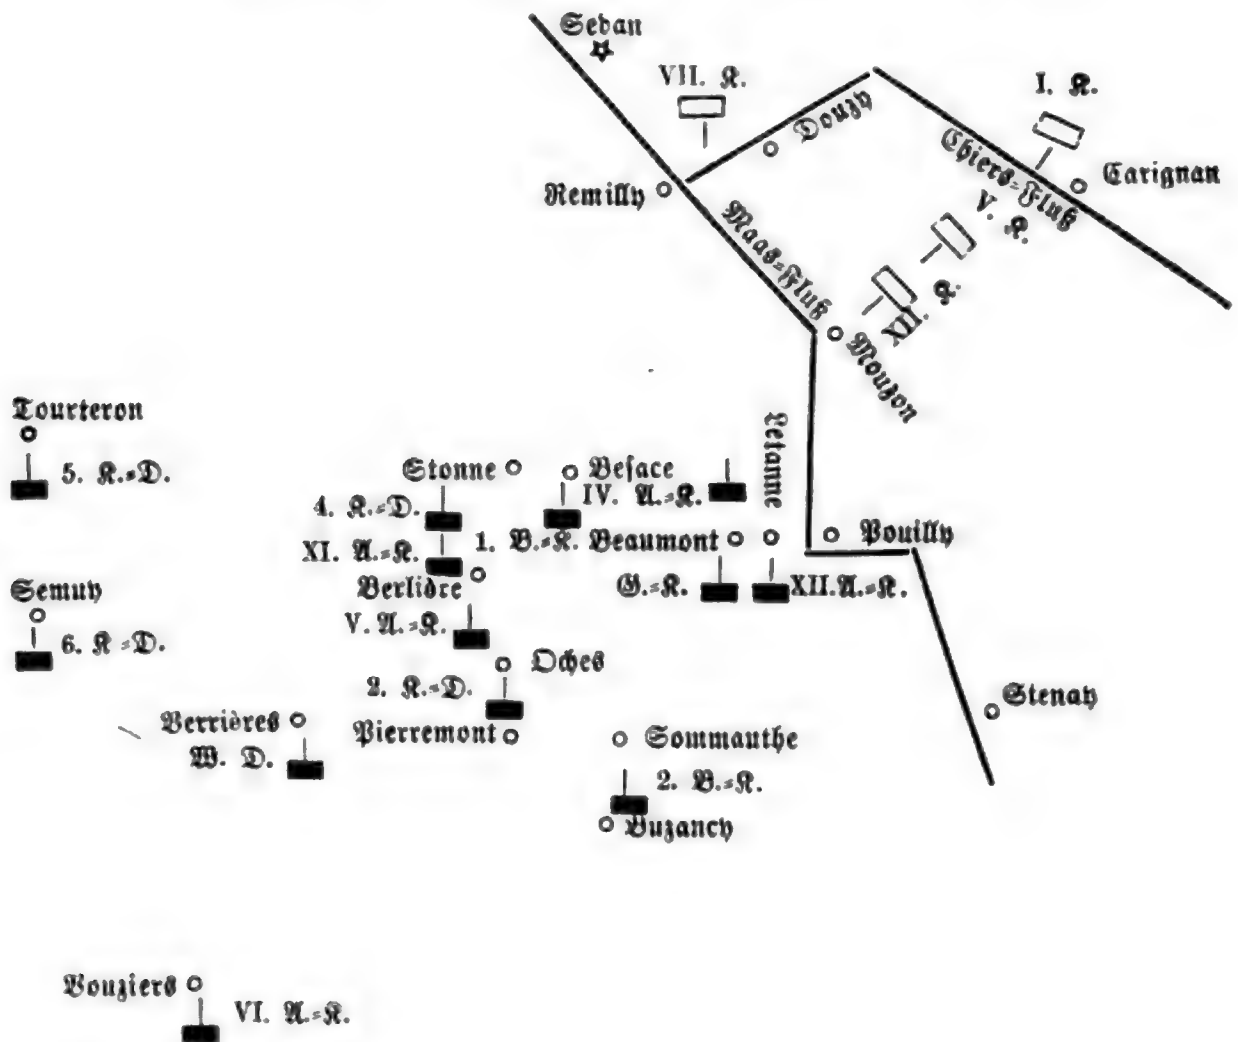 Sedan
VII. K.
I. K.
Douzy
Chiers=Fluß
Carignan
Remilly
Maas=Fluß
V. K.
XII. K.
Mouzon
Tourteron
5. K.=D.
Stonne
Besace
Letanne
4. K.=D.
IV. A.=K.
XI. A.=K.
1. B.=K.
Beaumont
Pouilly
Semuy
Berlière
G.=K.
XII. A.=K.
6. K=D.
V. A.=K.
Oches
2. K.=D.
Stenay
Verrières
Pierremont
Sommauthe
W. D.
2. B.=K.
Buzancy
Vouziers
VI. A.=K.